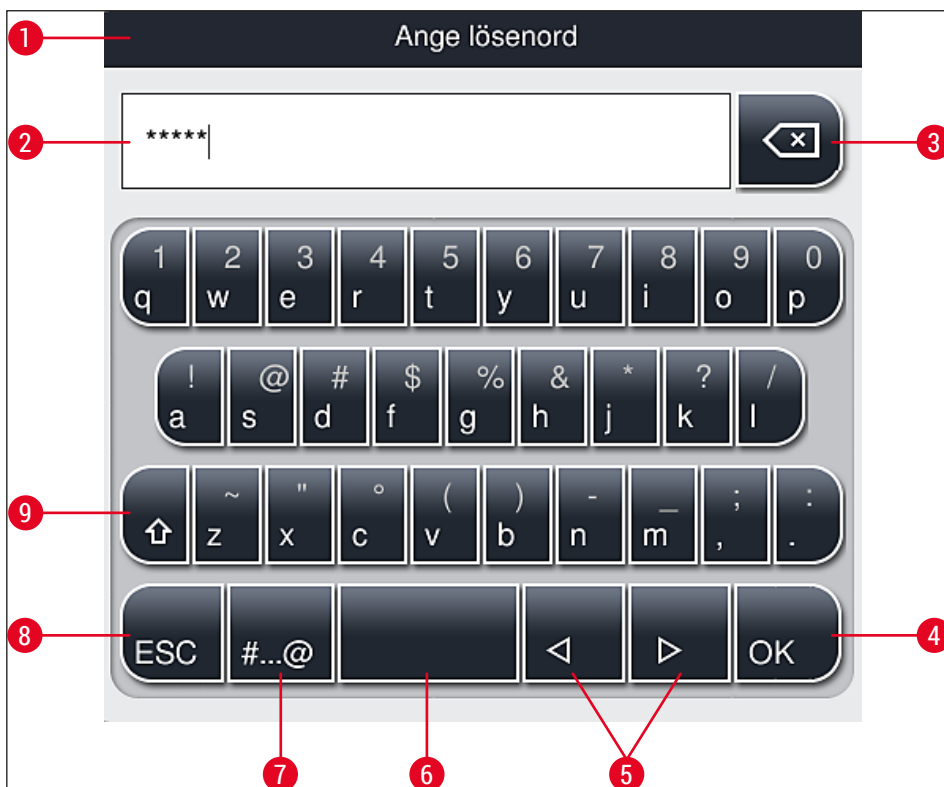 1 Ange lösenord
2 ***** 3
1 2 3 4 5 6 7 8 9 0
q w e r t y u i o p
! @ # $ % & * ? /
a s d f g h j k l
~ " ° ( ) - _ ; :
9 z x c v b n m , .
8 ESC #...@ OK 4
7 6 5